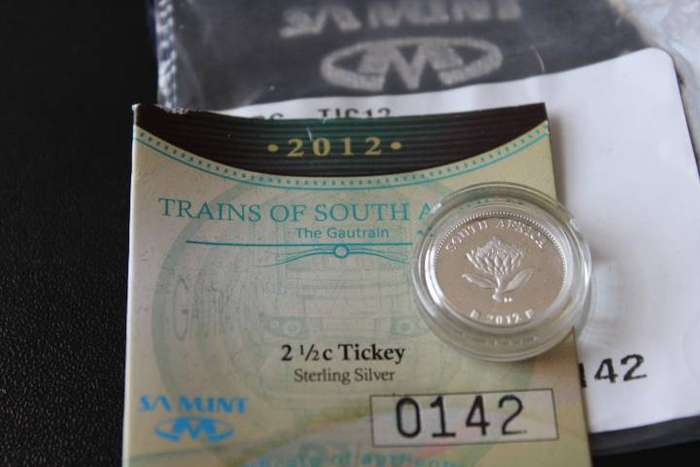 SA MINT
TIC12
·2012·
TRAINS OF SOUTH A
The Gautrain
SOUTH AFRICA
2012
2 ½c Tickey
Sterling Silver
SA MINT
0142
142